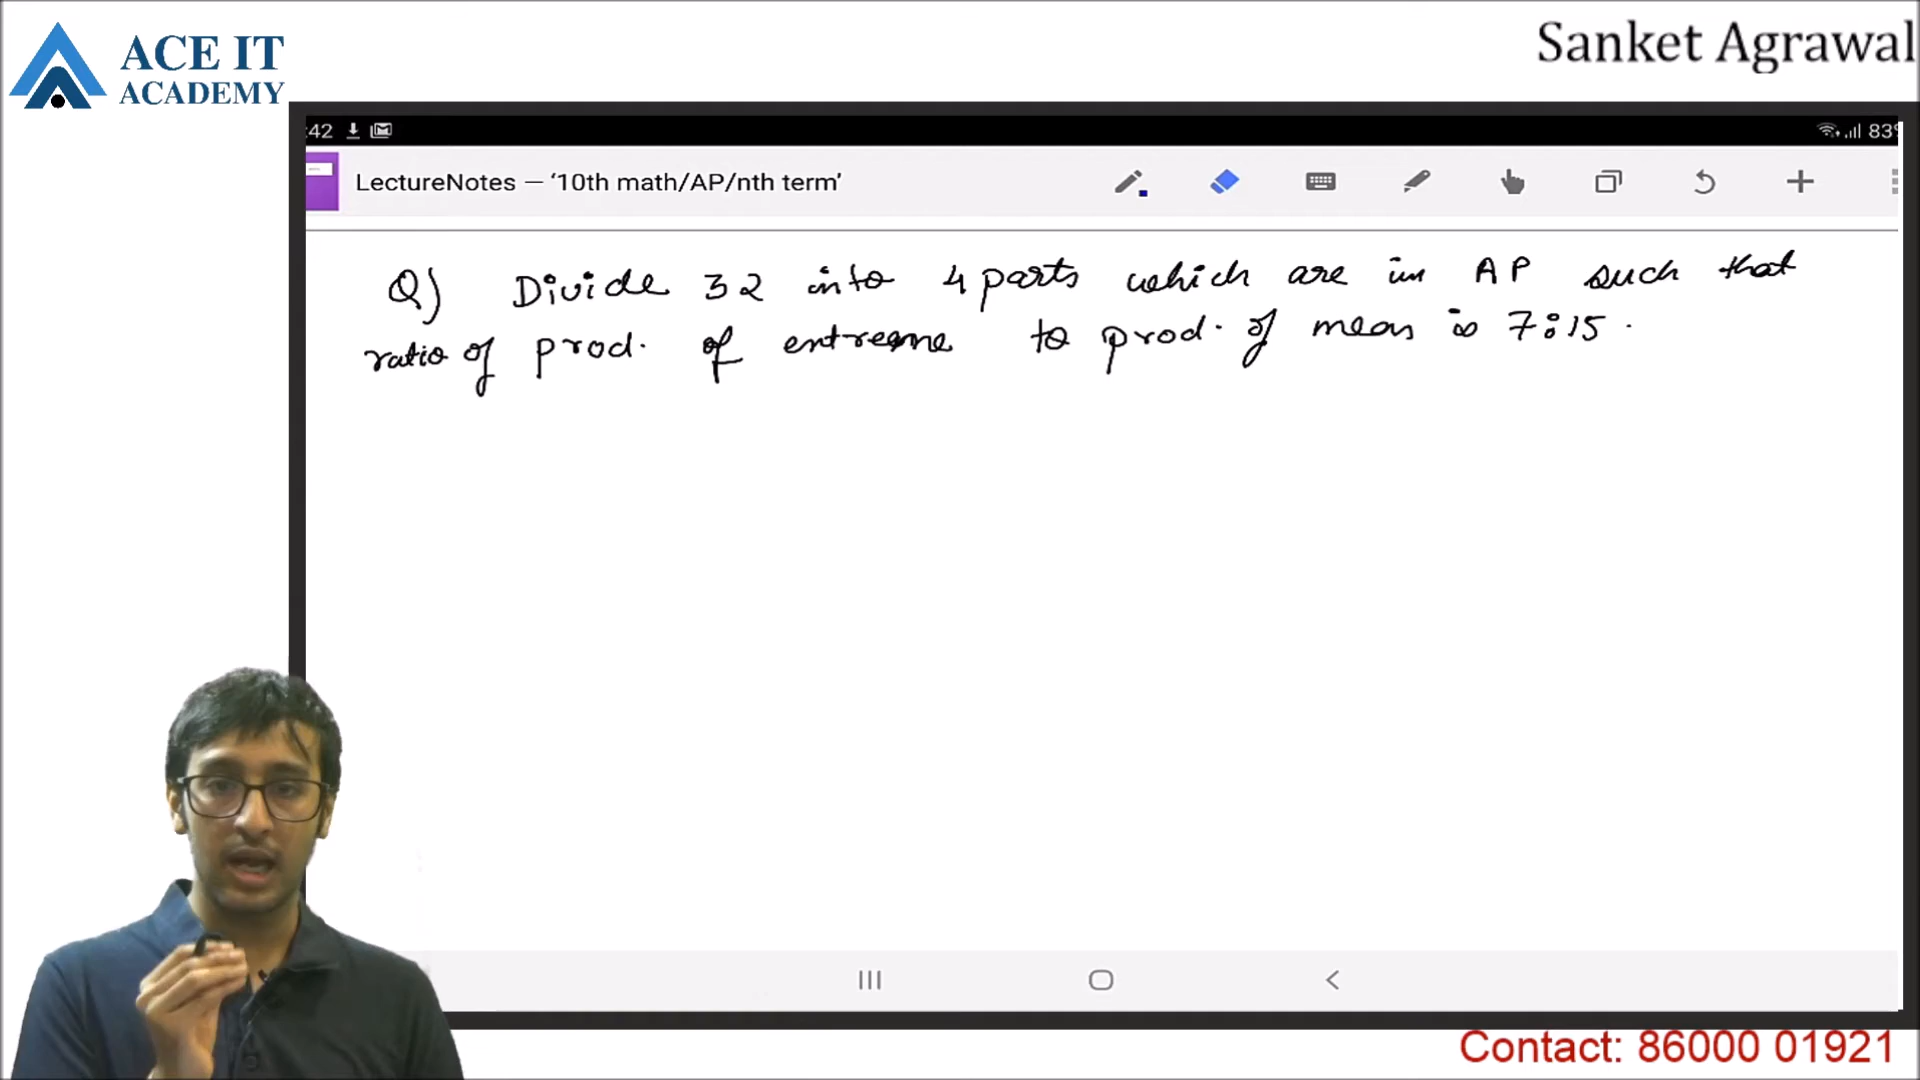 ACE IT
ACADEMY
Sanket Agrawal
:42
83%
LectureNotes — ‘10th math/AP/nth term’
Q) Divide 32 into 4 parts which are in AP such that
ratio of prod. of extreme to prod. of mean is 7:15.
Contact: 86000 01921